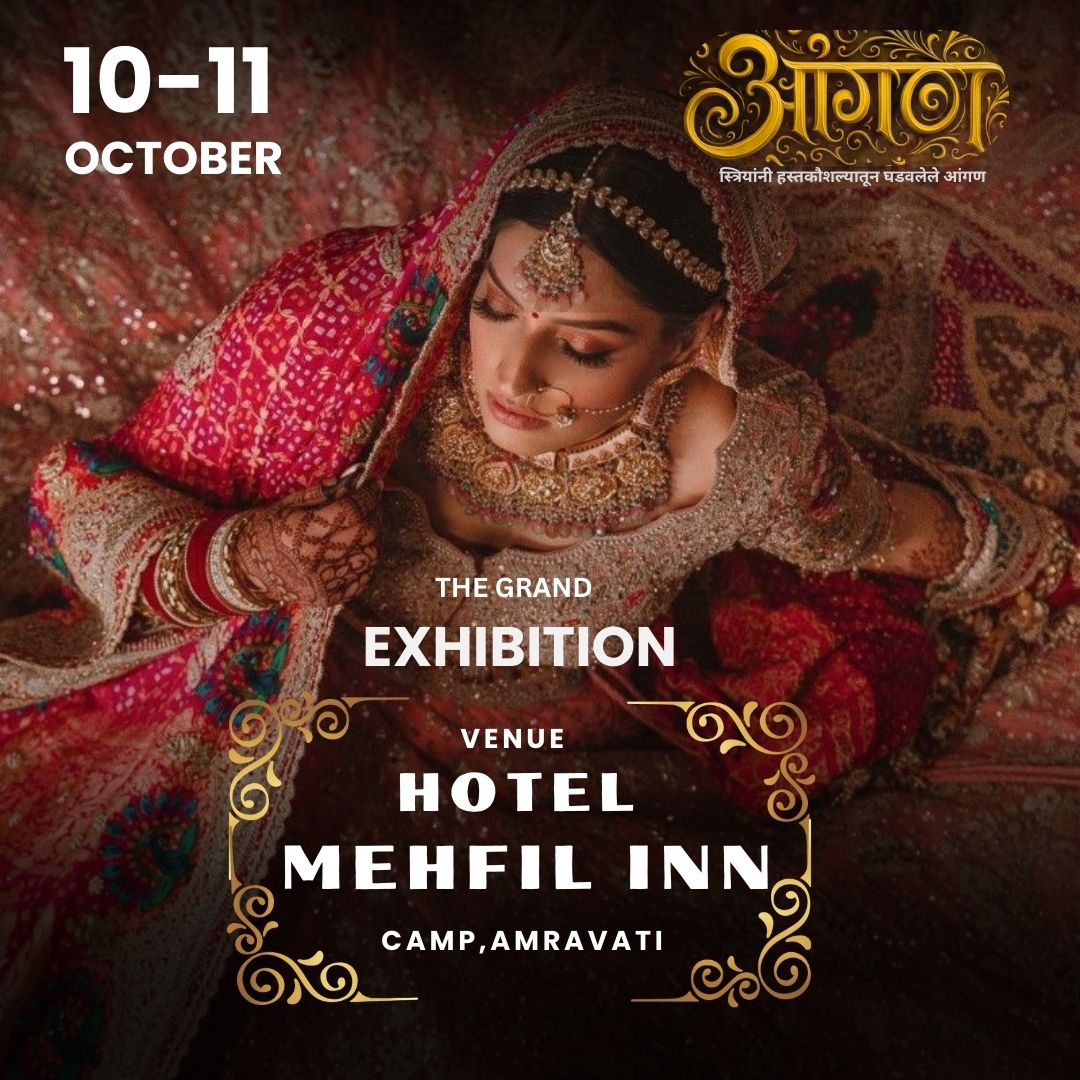 10-11
OCTOBER
आंगण
स्त्रियांनी हस्तकौशल्यातून घडवलेले आंगण
THE GRAND
EXHIBITION
VENUE
HOTEL
MEHFIL INN
CAMP,AMRAVATI